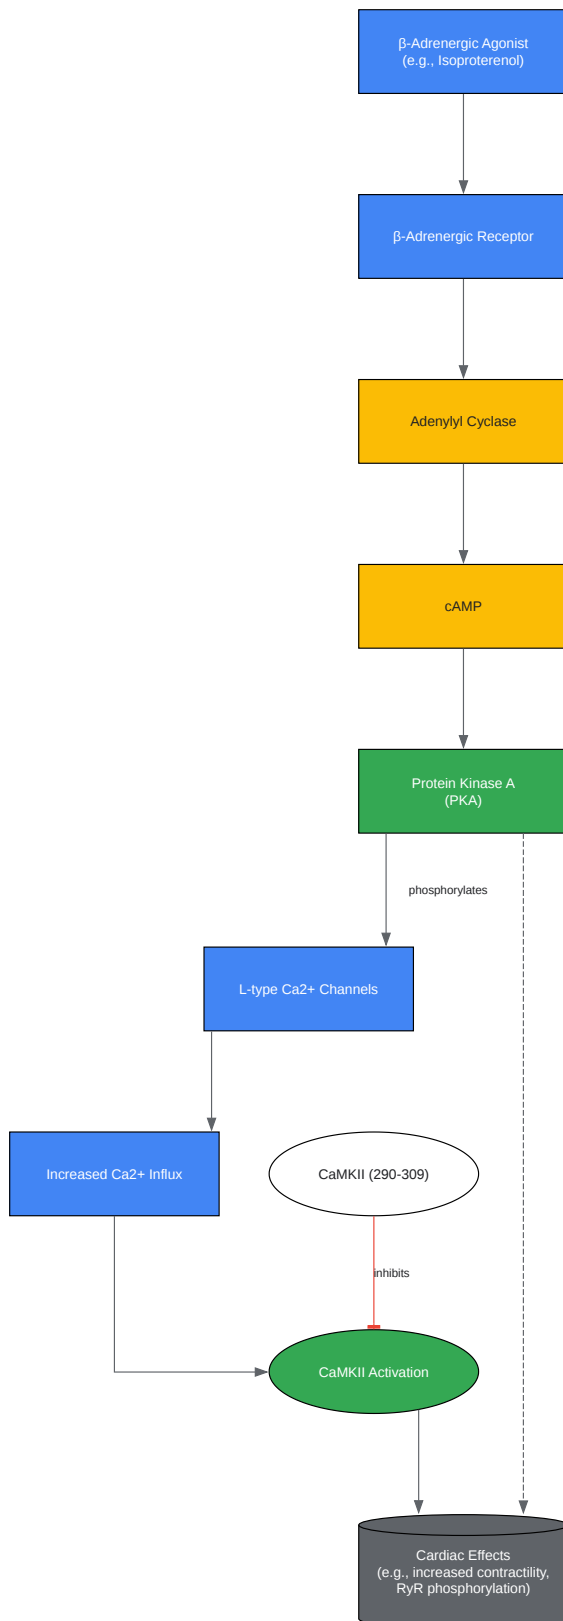 β-Adrenergic Agonist
(e.g., Isoproterenol)
β-Adrenergic Receptor
Adenylyl Cyclase
cAMP
Protein Kinase A
(PKA)
phosphorylates
L-type Ca2+ Channels
Increased Ca2+ Influx
CaMKII (290-309)
inhibits
CaMKII Activation
Cardiac Effects
(e.g., increased contractility,
RyR phosphorylation)